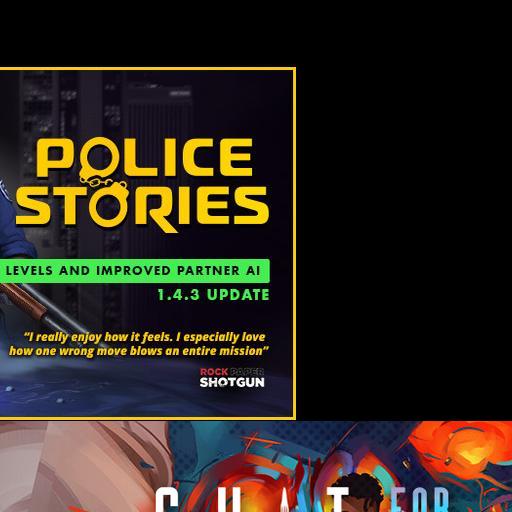 POLICE
STORIES
LEVELS AND IMPROVED PARTNER AI
1.4.3 UPDATE
"I really enjoy how it feels. I especially love
how one wrong move blows an entire mission"
ROCK PAPER
SHOTGUN
FOR